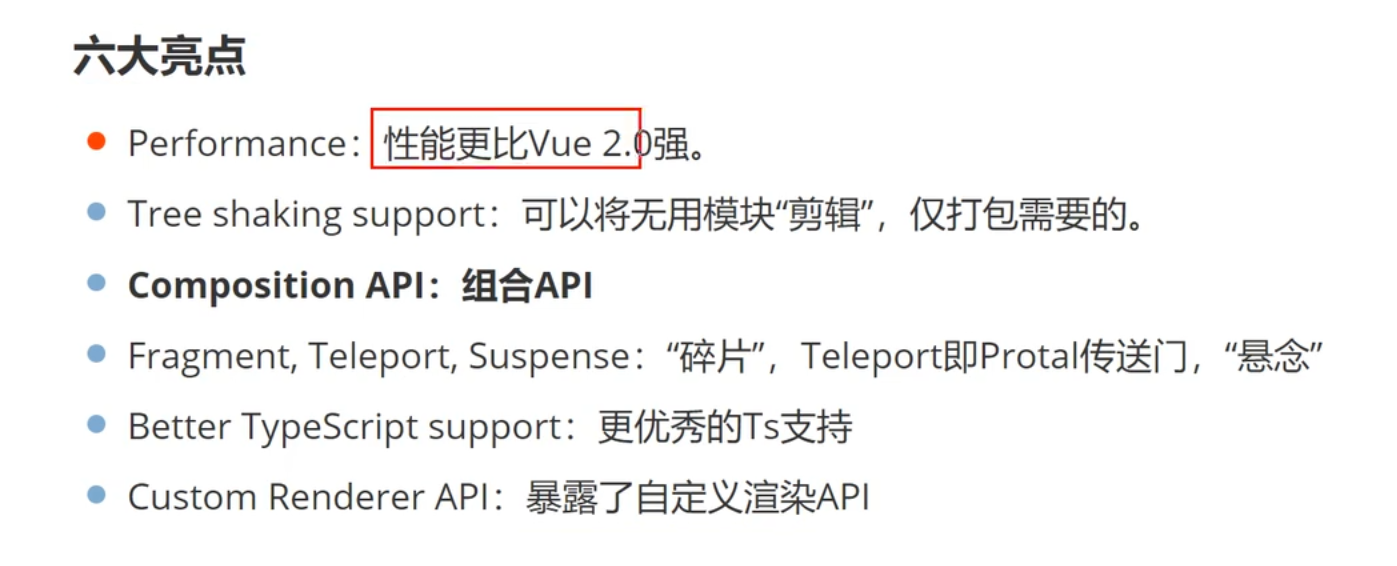 六大亮点
Performance：性能更比Vue 2.0强。
Tree shaking support：可以将无用模块“剪辑”，仅打包需要的。
Composition API：组合API
Fragment, Teleport, Suspense：“碎片”，Teleport即Protal传送门，“悬念”
Better TypeScript support：更优秀的Ts支持
Custom Renderer API：暴露了自定义渲染API